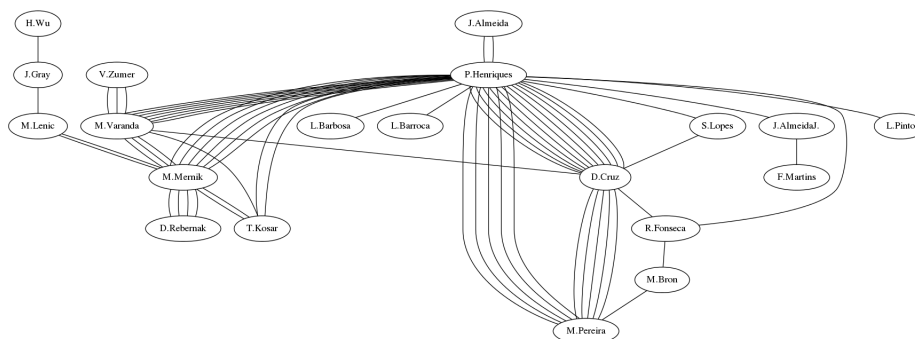 H.Wu
J.Almeida
J.Gray
V.Zumer
P.Henriques
M.Lenic
M.Varanda
L.Barbosa
L.Barroca
S.Lopes
J.AlmeidaJ.
L.Pinto
M.Mernik
D.Cruz
F.Martins
D.Rebernak
T.Kosar
R.Fonseca
M.Bron
M.Pereira